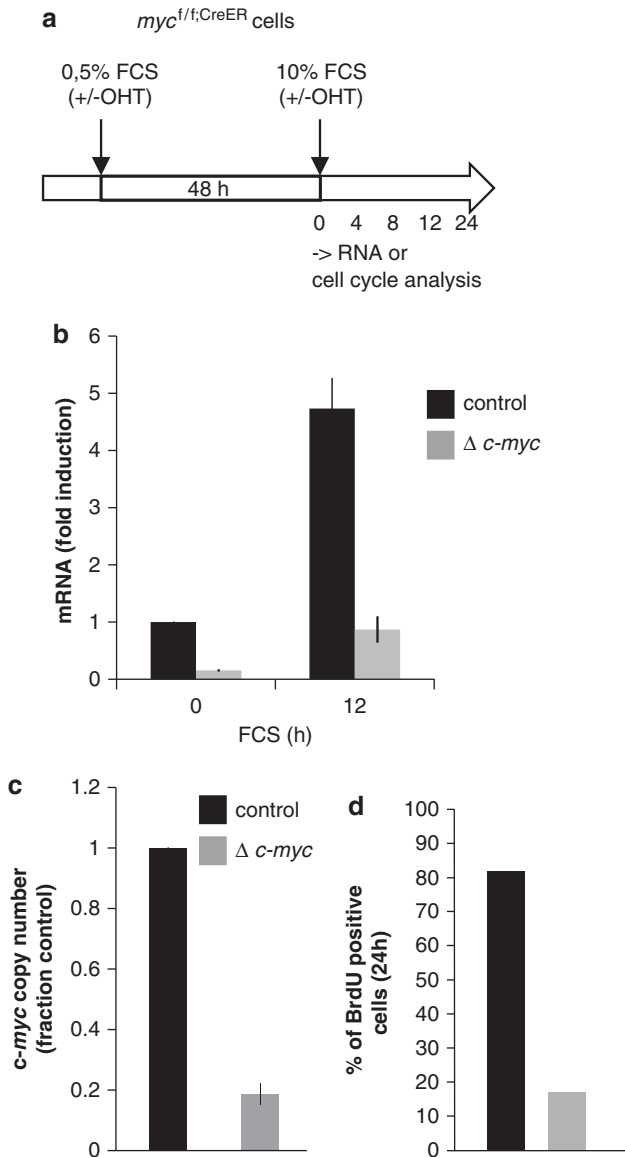 a
myc f/f;CreER cells
0,5% FCS
(+/-OHT)
10% FCS
(+/-OHT)
48 h
0 4 8 12 24
-> RNA or
cell cycle analysis
b
6
5
4
3
2
1
0
mRNA (fold induction)
control
Δ c-myc
0 12
FCS (h)
c
1.2
1
0.8
0.6
0.4
0.2
0
c-myc copy number
(fraction control)
control
Δ c-myc
d
100
90
80
70
60
50
40
30
20
10
0
% of BrdU positive
cells (24h)